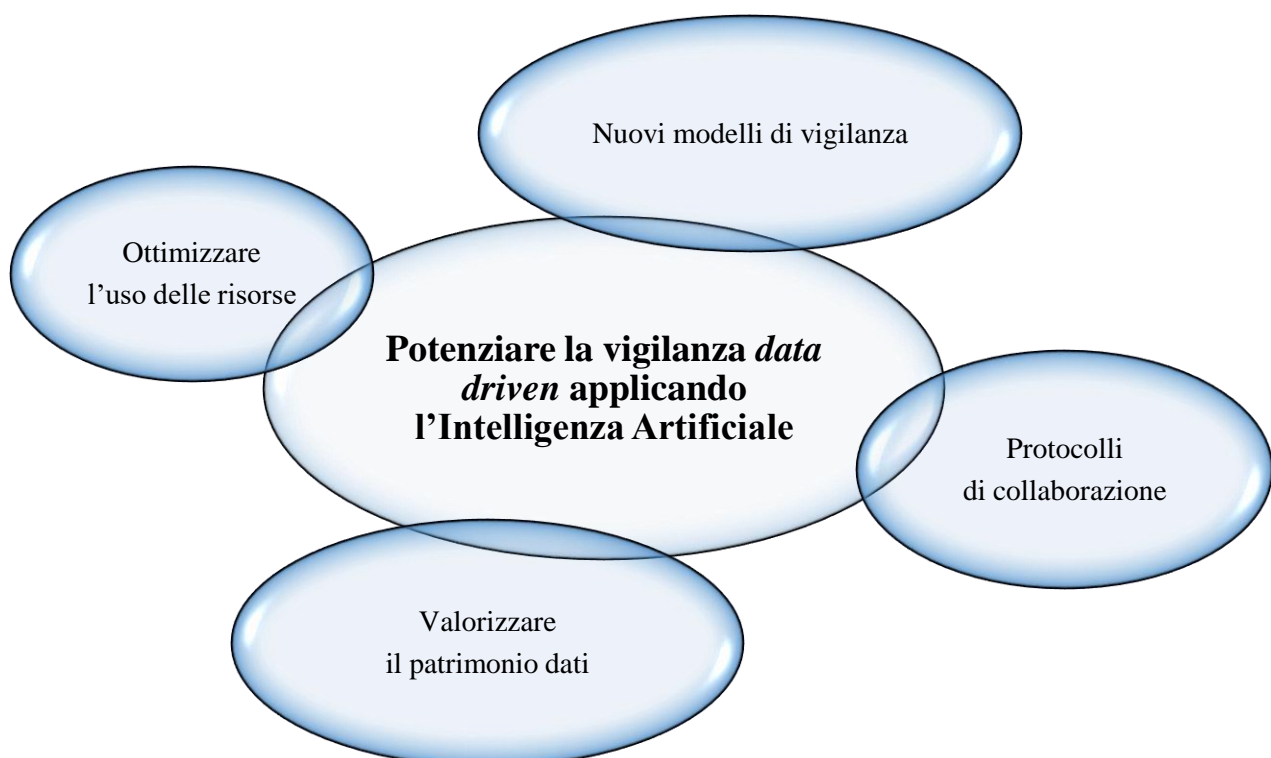 Nuovi modelli di vigilanza
Ottimizzare
l’uso delle risorse
Potenziare la vigilanza data
driven applicando
l’Intelligenza Artificiale
Protocolli
di collaborazione
Valorizzare
il patrimonio dati